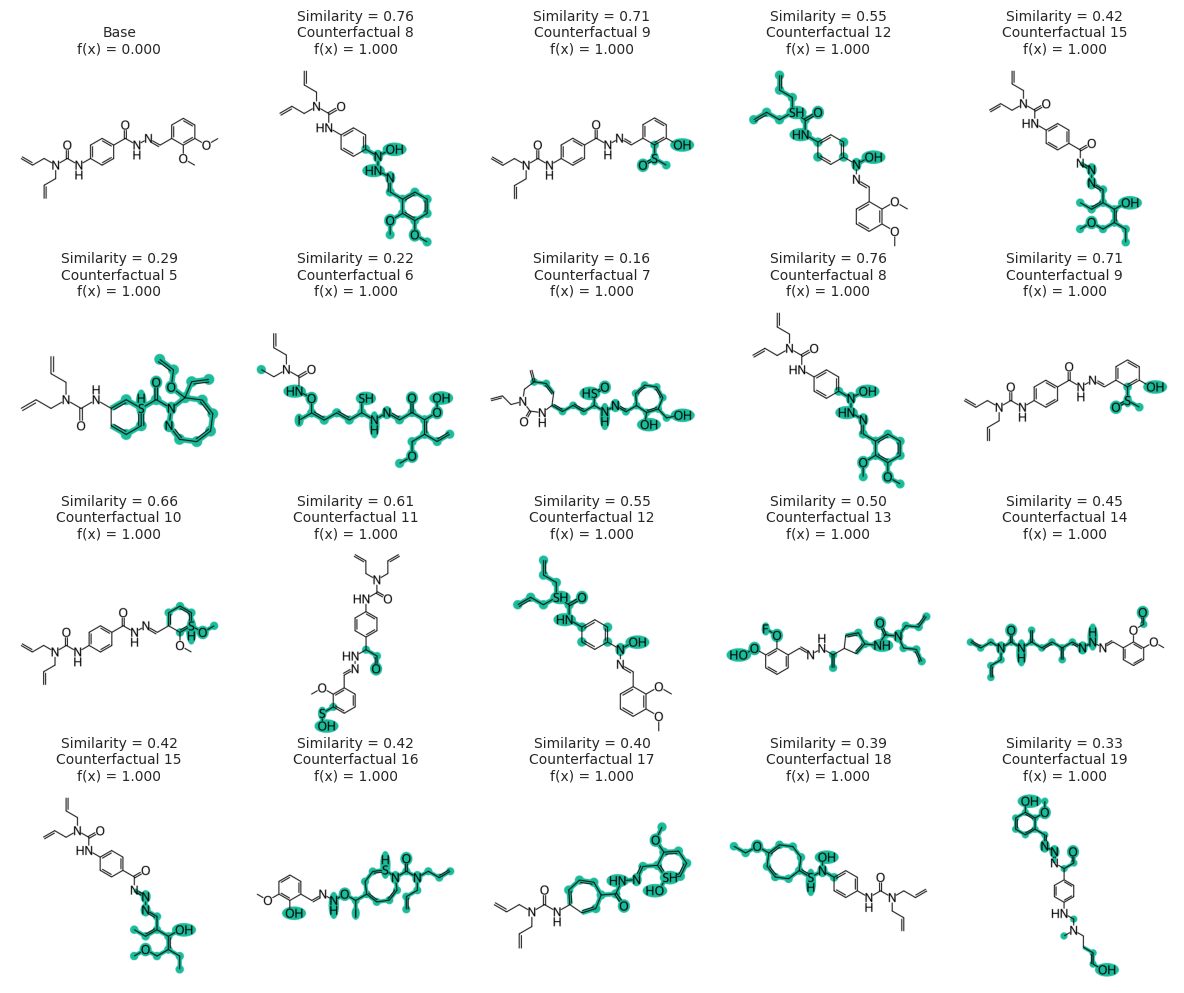 Base
f(x) = 0.000
Similarity = 0.76
Counterfactual 8
f(x) = 1.000
Similarity = 0.71
Counterfactual 9
f(x) = 1.000
Similarity = 0.55
Counterfactual 12
f(x) = 1.000
Similarity = 0.42
Counterfactual 15
f(x) = 1.000
Similarity = 0.29
Counterfactual 5
f(x) = 1.000
Similarity = 0.22
Counterfactual 6
f(x) = 1.000
Similarity = 0.16
Counterfactual 7
f(x) = 1.000
Similarity = 0.76
Counterfactual 8
f(x) = 1.000
Similarity = 0.71
Counterfactual 9
f(x) = 1.000
Similarity = 0.66
Counterfactual 10
f(x) = 1.000
Similarity = 0.61
Counterfactual 11
f(x) = 1.000
Similarity = 0.55
Counterfactual 12
f(x) = 1.000
Similarity = 0.50
Counterfactual 13
f(x) = 1.000
Similarity = 0.45
Counterfactual 14
f(x) = 1.000
Similarity = 0.42
Counterfactual 15
f(x) = 1.000
Similarity = 0.42
Counterfactual 16
f(x) = 1.000
Similarity = 0.40
Counterfactual 17
f(x) = 1.000
Similarity = 0.39
Counterfactual 18
f(x) = 1.000
Similarity = 0.33
Counterfactual 19
f(x) = 1.000